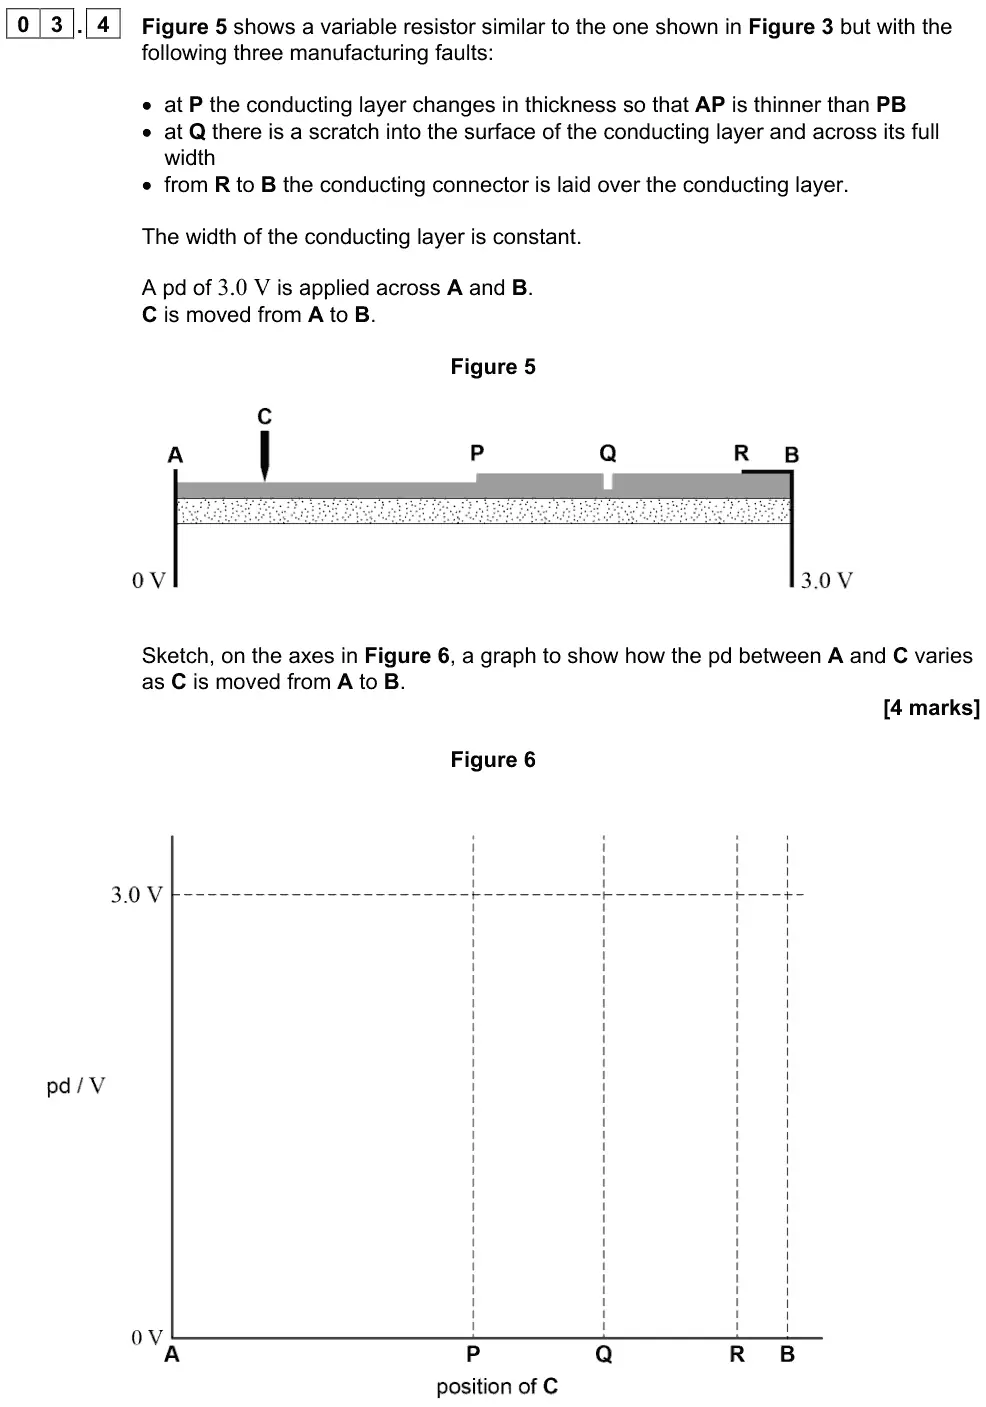 0 3 . 4 Figure 5 shows a variable resistor similar to the one shown in Figure 3 but with the
following three manufacturing faults:
• at P the conducting layer changes in thickness so that AP is thinner than PB
• at Q there is a scratch into the surface of the conducting layer and across its full
width
• from R to B the conducting connector is laid over the conducting layer.
The width of the conducting layer is constant.
A pd of 3.0 V is applied across A and B.
C is moved from A to B.
Figure 5
C
A P Q R B
0 V 3.0 V
Sketch, on the axes in Figure 6, a graph to show how the pd between A and C varies
as C is moved from A to B.
[4 marks]
Figure 6
3.0 V
pd / V
0 V
A P Q R B
position of C